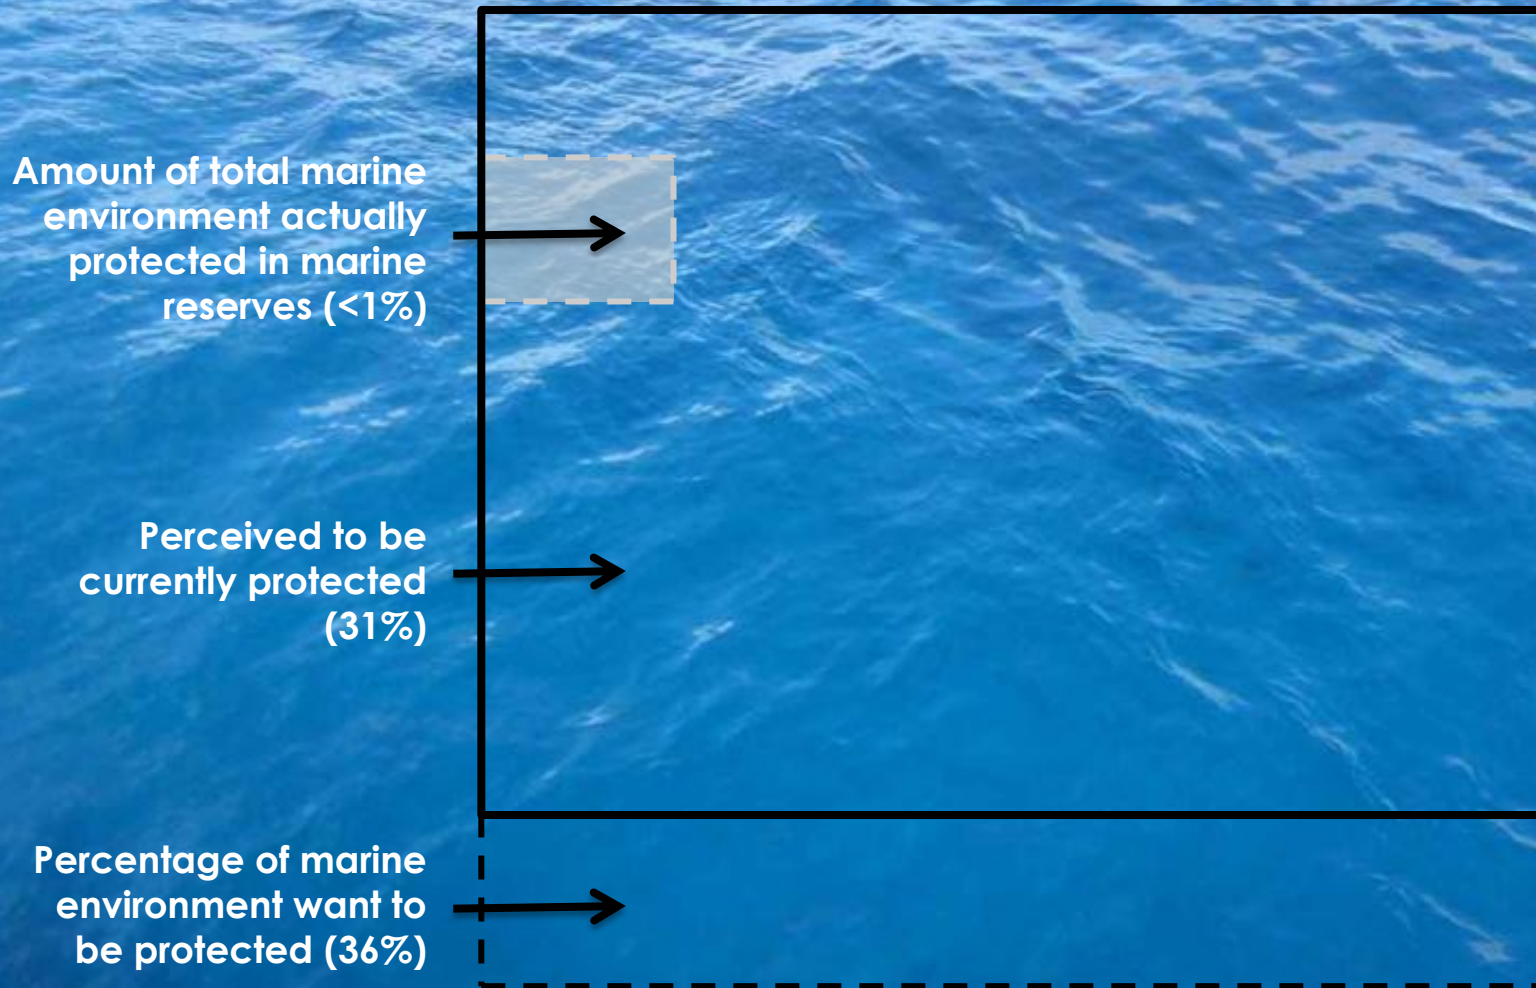 Amount of total marine
environment actually
protected in marine
reserves (<1%)
Perceived to be
currently protected
(31%)
Percentage of marine
environment want to
be protected (36%)